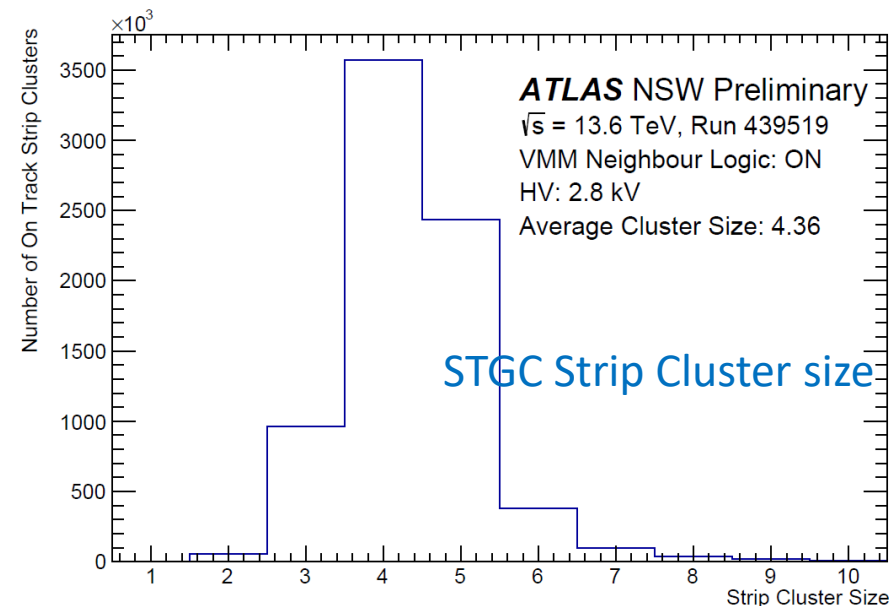 ×10³
Number of On Track Strip Clusters
3500
3000
2500
2000
1500
1000
500
0
ATLAS NSW Preliminary
√s = 13.6 TeV, Run 439519
VMM Neighbour Logic: ON
HV: 2.8 kV
Average Cluster Size: 4.36
STGC Strip Cluster size
1 2 3 4 5 6 7 8 9 10
Strip Cluster Size